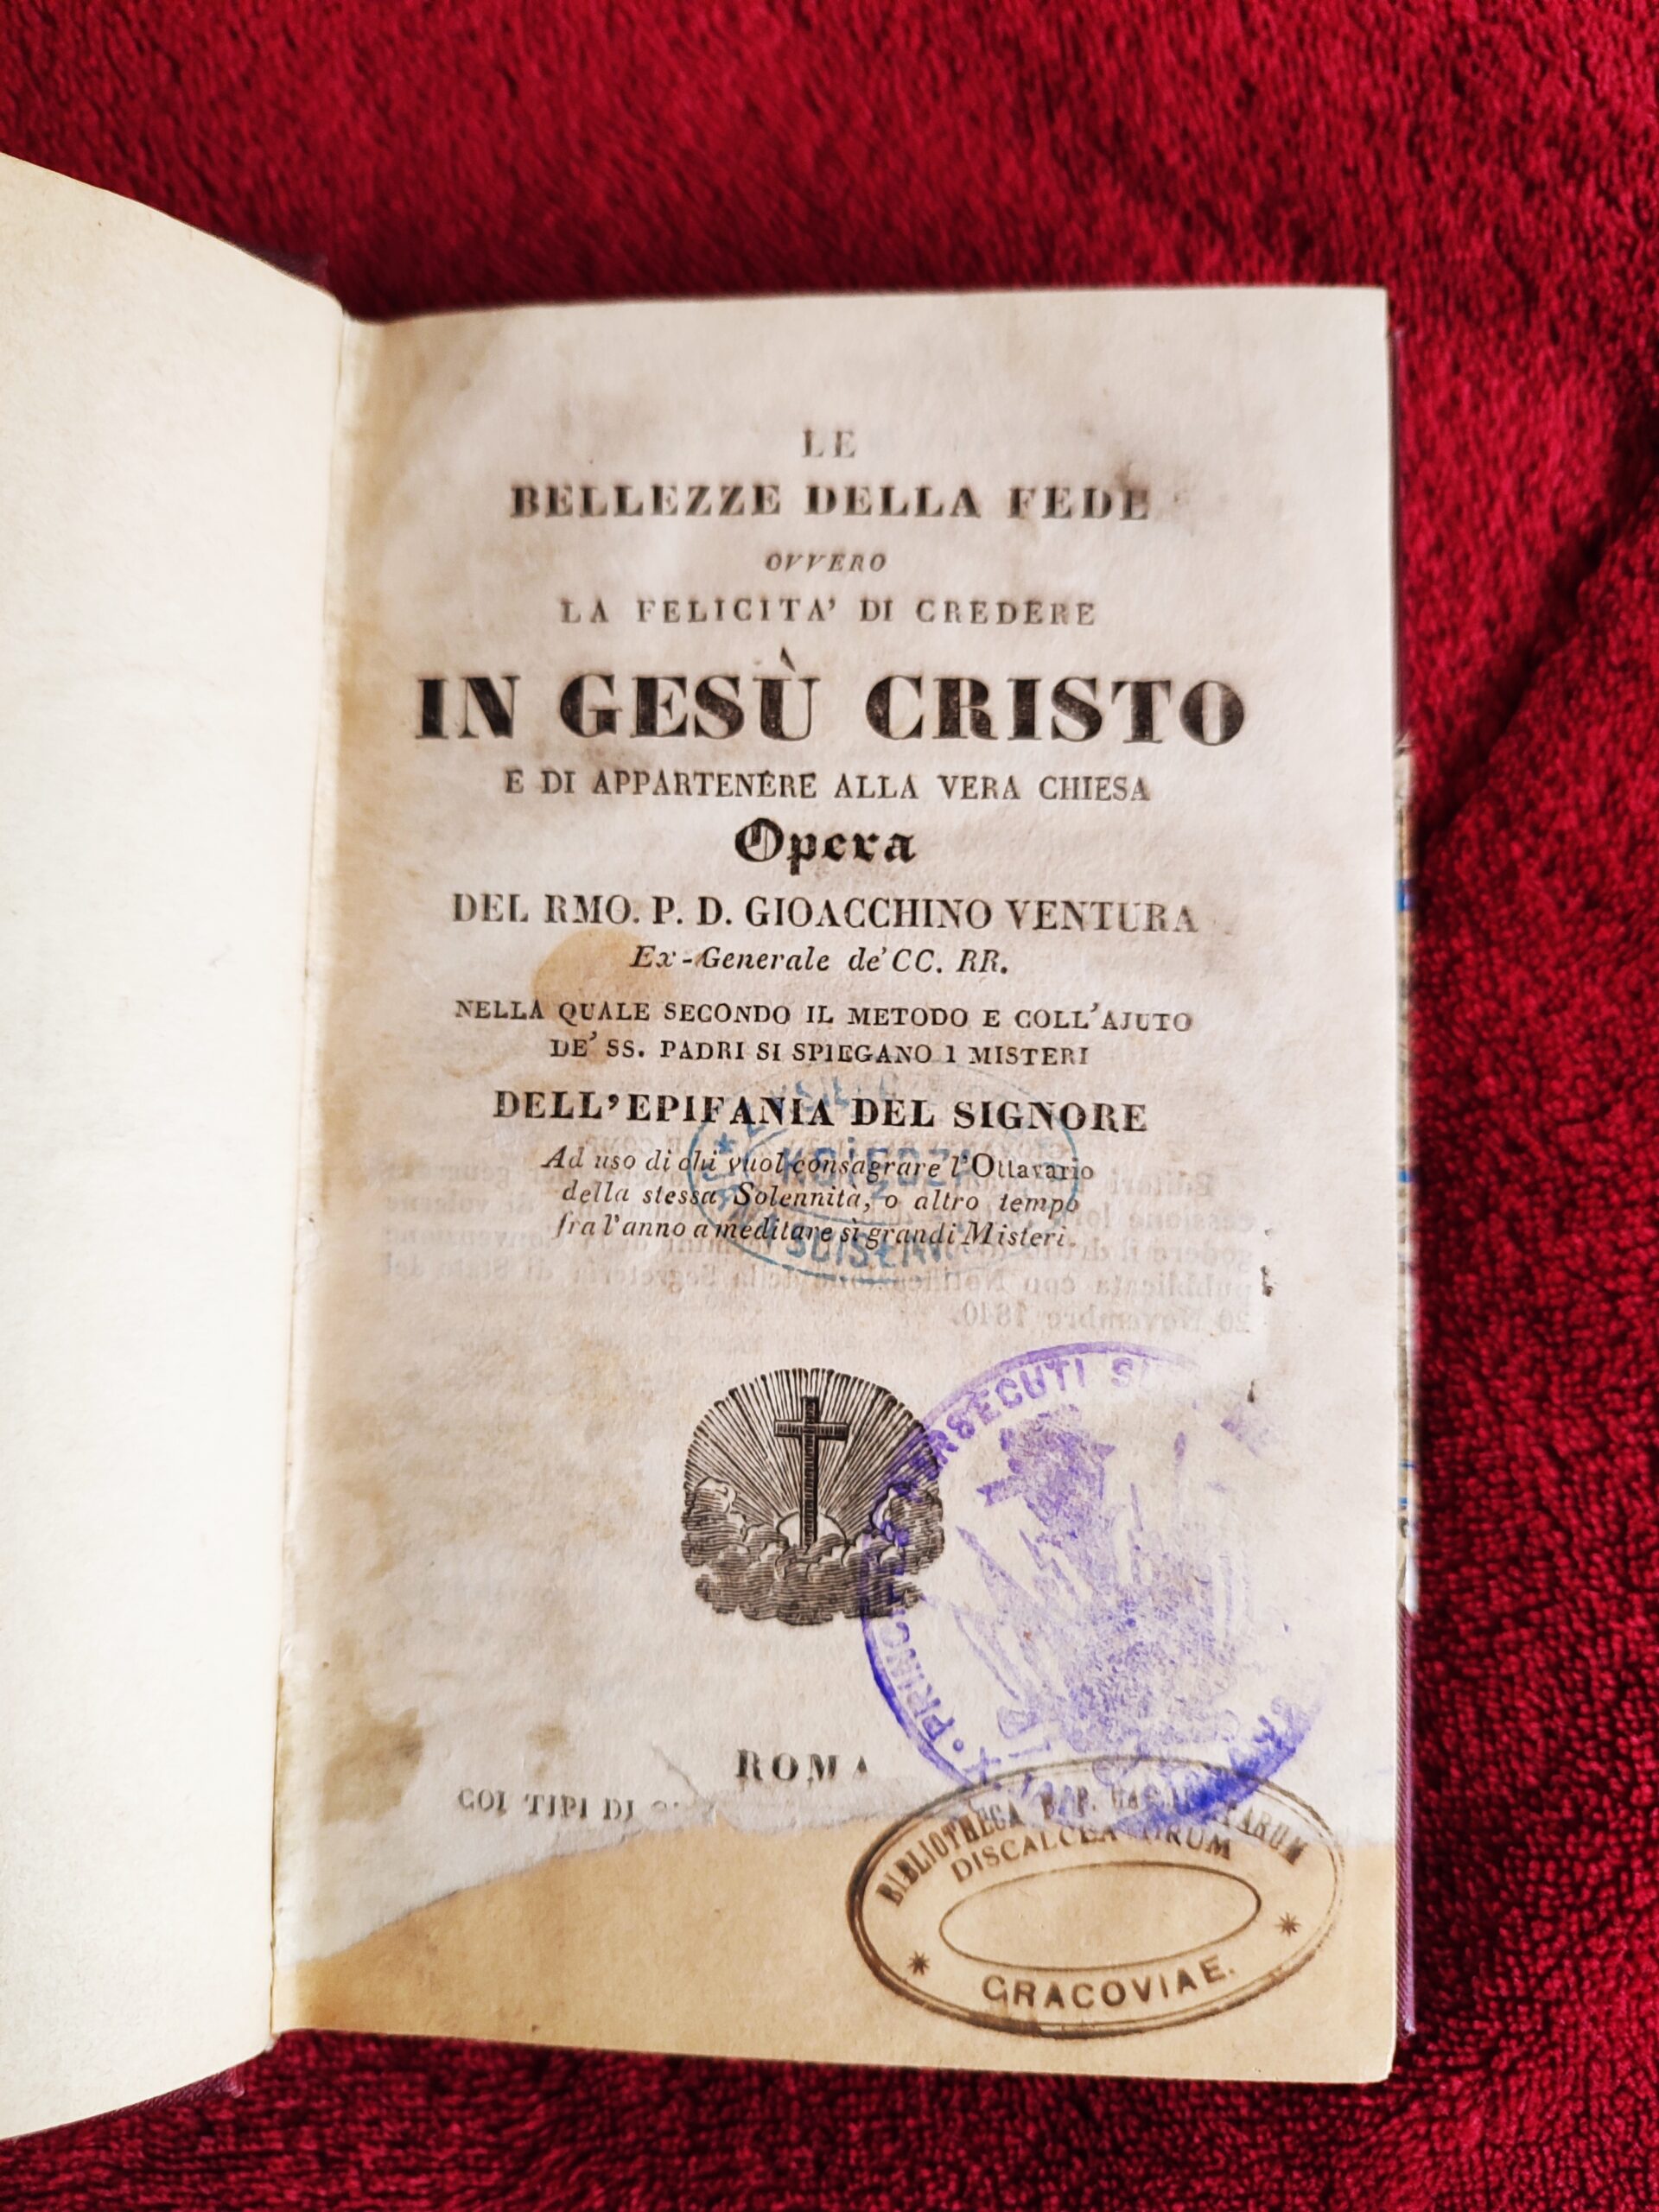 LE
BELLEZZE DELLA FEDE
OVVERO
LA FELICITA' DI CREDERE
IN GESÙ CRISTO
E DI APPARTENERE ALLA VERA CHIESA
Opera
DEL RMO. P. D. GIOACCHINO VENTURA
Ex-Generale de' CC. RR.
NELLA QUALE SECONDO IL METODO E COLL'AJUTO
DE' SS. PADRI SI SPIEGANO I MISTERI
DELL'EPIFANIA DEL SIGNORE
Ad uso di chi vuol consagrare l'Ottavario
della stessa Solennità, o altro tempo
fra l'anno a meditare sì grandi Misteri.
ROMA
COI TIPI DI
BIBLIOTHECA
DISCALCEATORUM
CRACOVIAE.